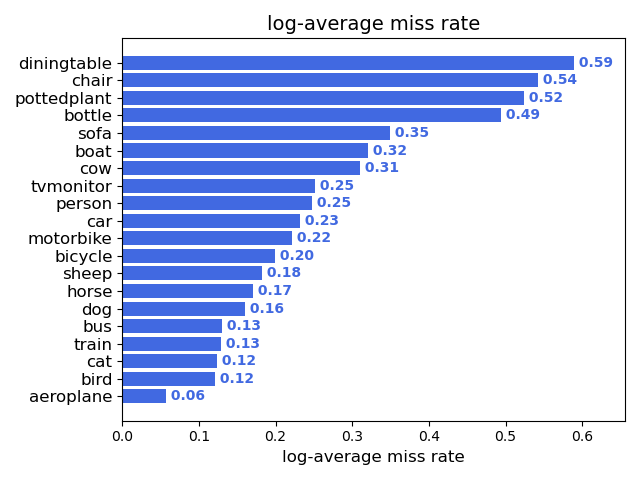 log-average miss rate
diningtable 0.59
chair 0.54
pottedplant 0.52
bottle 0.49
sofa 0.35
boat 0.32
cow 0.31
tvmonitor 0.25
person 0.25
car 0.23
motorbike 0.22
bicycle 0.20
sheep 0.18
horse 0.17
dog 0.16
bus 0.13
train 0.13
cat 0.12
bird 0.12
aeroplane 0.06
0.0 0.1 0.2 0.3 0.4 0.5 0.6
log-average miss rate